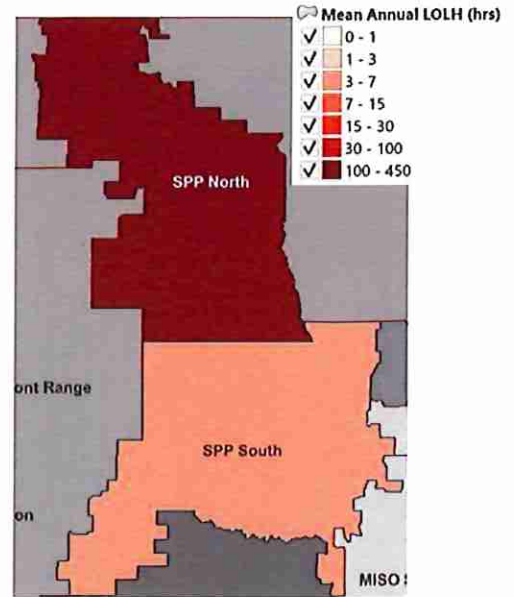 Mean Annual LOLH (hrs)
0 - 1
1 - 3
3 - 7
7 - 15
15 - 30
30 - 100
100 - 450
SPP North
ont Range
SPP South
on
MISO